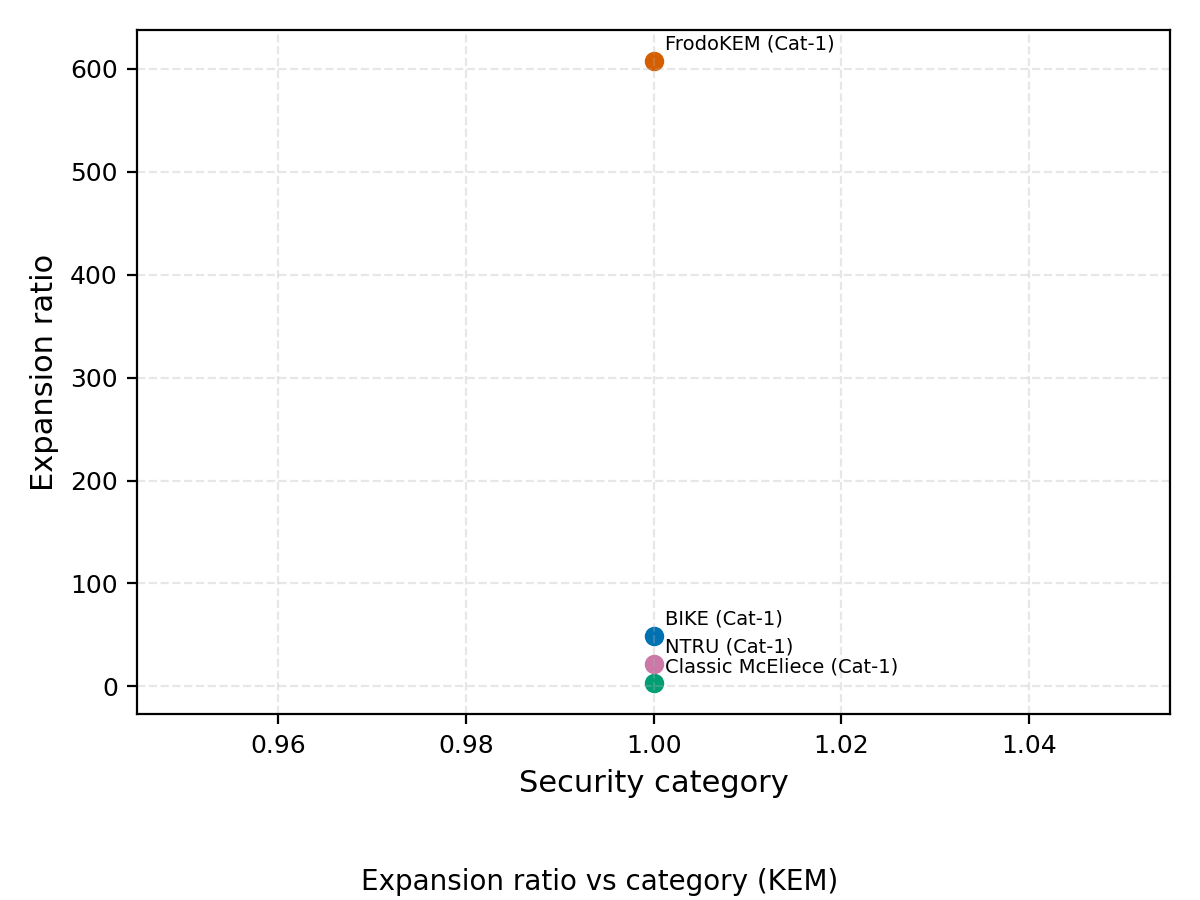 FrodoKEM (Cat-1)
600
500
400
300
200
100
0
Expansion ratio
BIKE (Cat-1)
NTRU (Cat-1)
Classic McEliece (Cat-1)
0.96
0.98
1.00
1.02
1.04
Security category
Expansion ratio vs category (KEM)